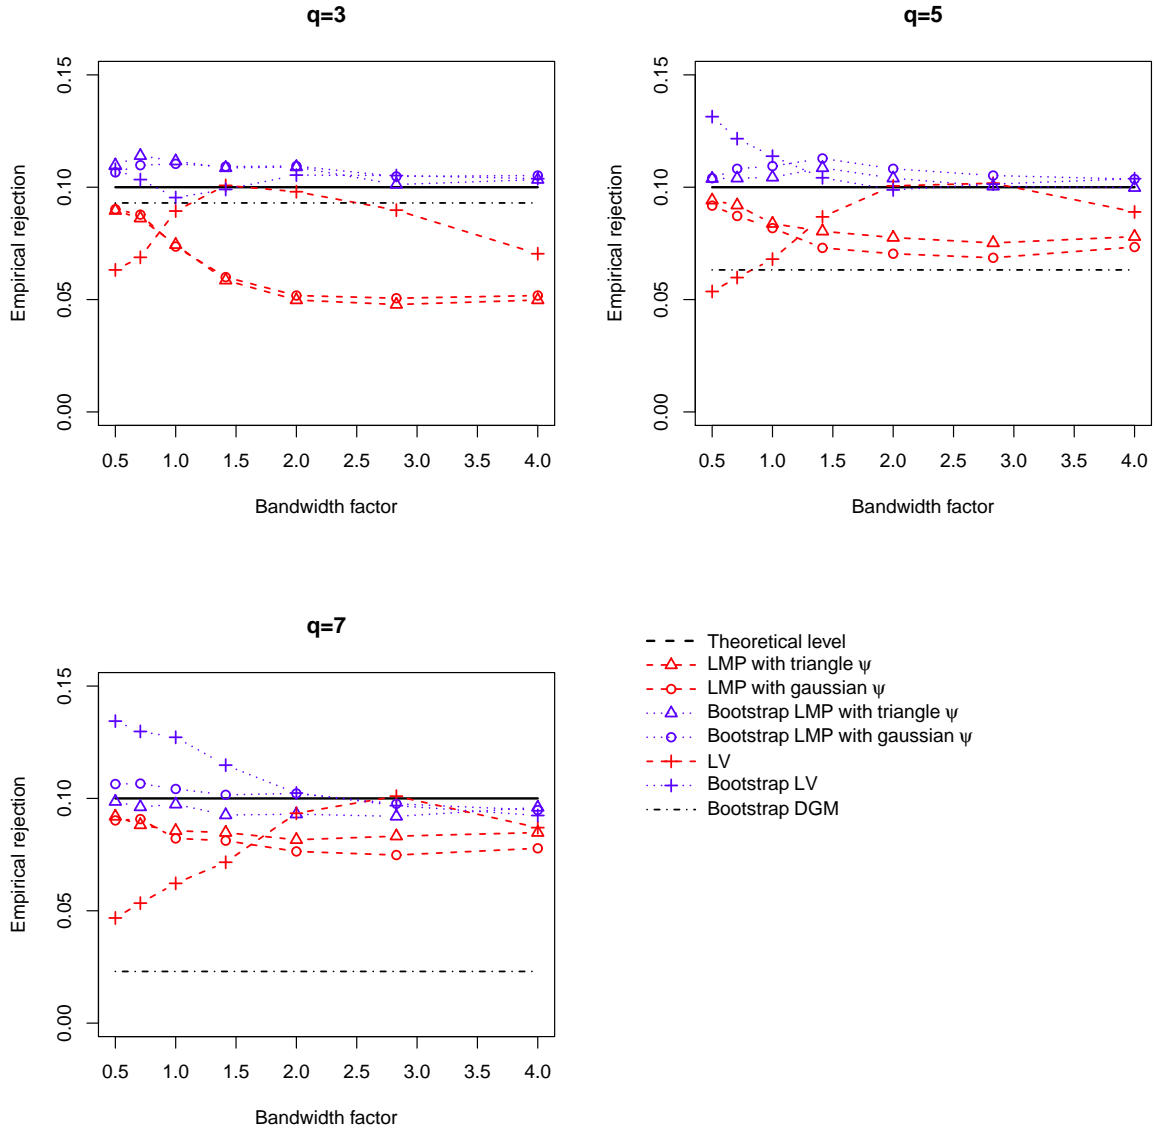 q=3
Empirical rejection
0.15
0.10
0.05
0.00
0.5 1.0 1.5 2.0 2.5 3.0 3.5 4.0
Bandwidth factor
q=5
Empirical rejection
0.15
0.10
0.05
0.00
0.5 1.0 1.5 2.0 2.5 3.0 3.5 4.0
Bandwidth factor
q=7
Empirical rejection
0.15
0.10
0.05
0.00
0.5 1.0 1.5 2.0 2.5 3.0 3.5 4.0
Bandwidth factor
Theoretical level
LMP with triangle ψ
LMP with gaussian ψ
Bootstrap LMP with triangle ψ
Bootstrap LMP with gaussian ψ
LV
Bootstrap LV
Bootstrap DGM